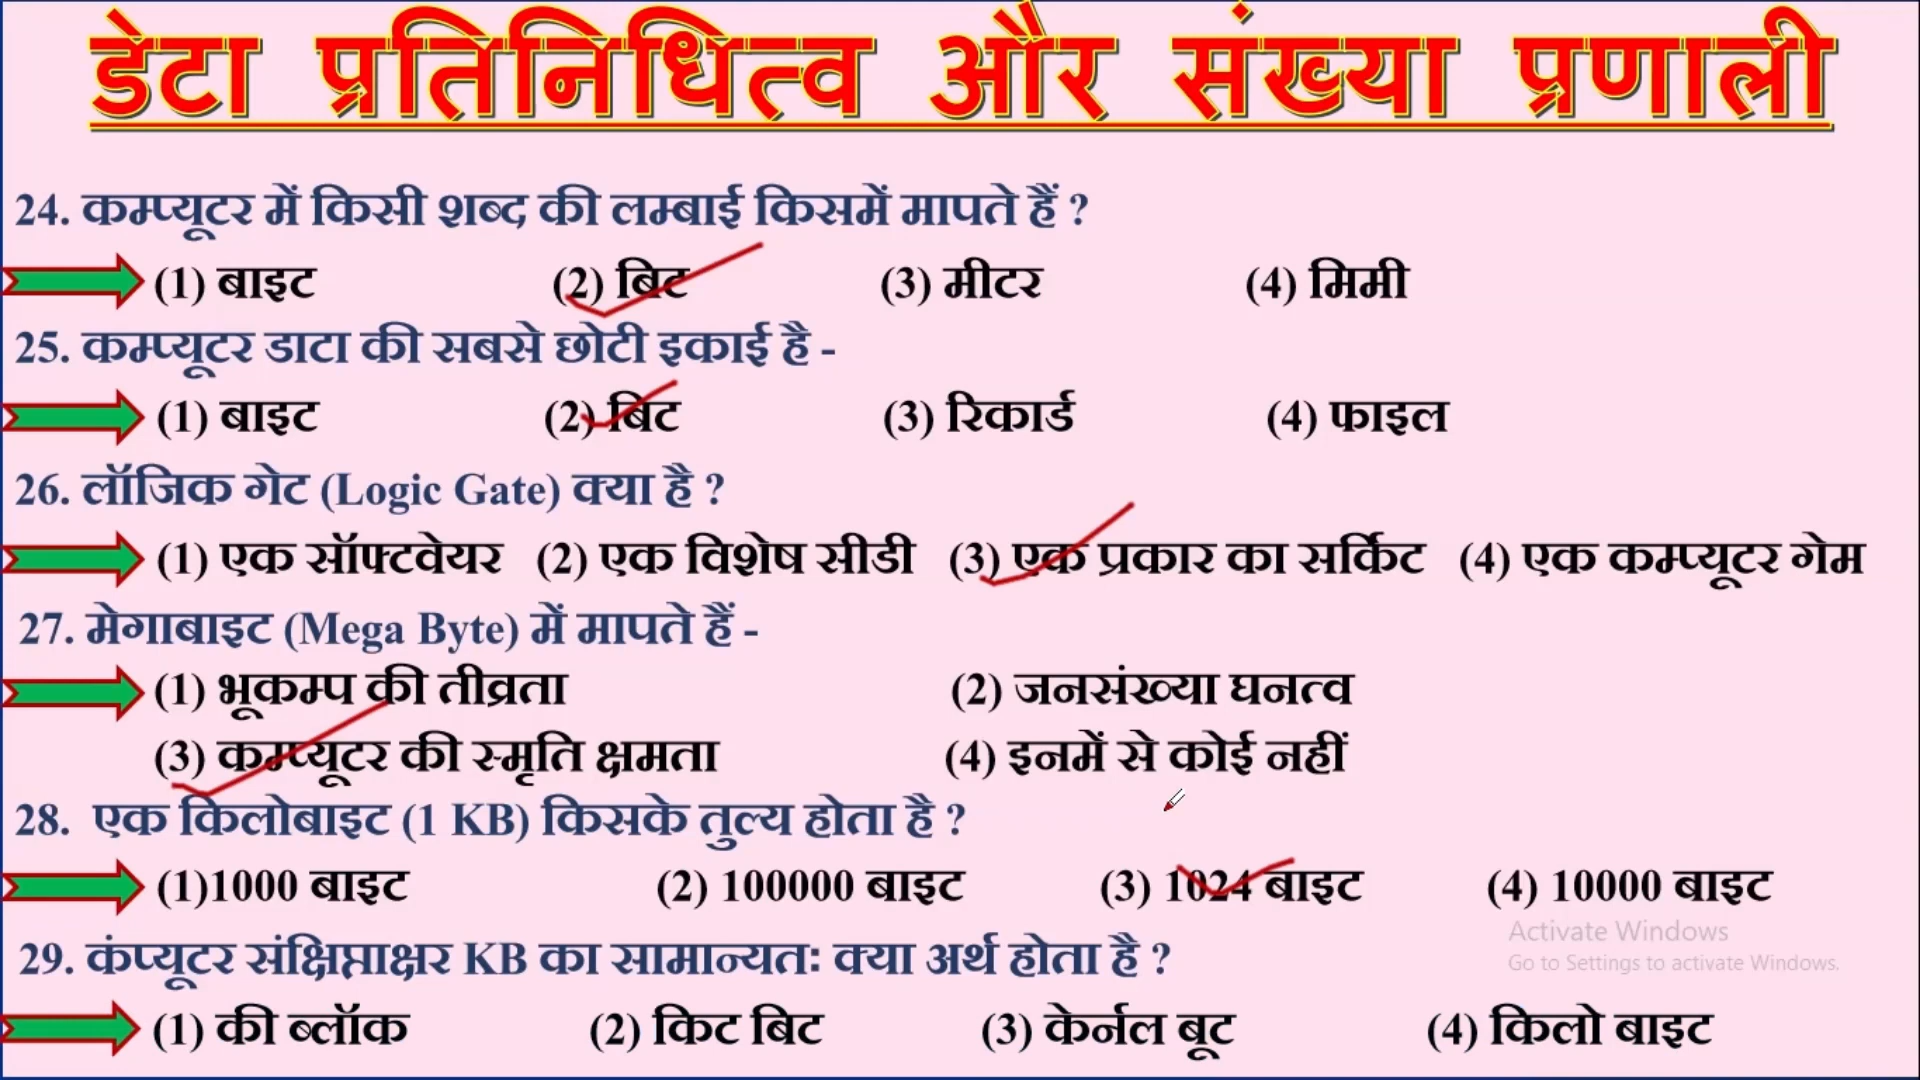 डेटा प्रतिनिधित्व और संख्या प्रणाली
24. कम्प्यूटर में किसी शब्द की लम्बाई किसमें मापते हैं ?
(1) बाइट (2) बिट (3) मीटर (4) मिमी
25. कम्प्यूटर डाटा की सबसे छोटी इकाई है -
(1) बाइट (2) बिट (3) रिकार्ड (4) फाइल
26. लॉजिक गेट (Logic Gate) क्या है ?
(1) एक सॉफ्टवेयर (2) एक विशेष सीडी (3) एक प्रकार का सर्किट (4) एक कम्प्यूटर गेम
27. मेगाबाइट (Mega Byte) में मापते हैं -
(1) भूकम्प की तीव्रता (2) जनसंख्या घनत्व
(3) कम्प्यूटर की स्मृति क्षमता (4) इनमें से कोई नहीं
28. एक किलोबाइट (1 KB) किसके तुल्य होता है ?
(1)1000 बाइट (2) 100000 बाइट (3) 1024 बाइट (4) 10000 बाइट
29. कंप्यूटर संक्षिप्ताक्षर KB का सामान्यतः क्या अर्थ होता है ?
(1) की ब्लॉक (2) किट बिट (3) केर्नल बूट (4) किलो बाइट
Activate Windows
Go to Settings to activate Windows.